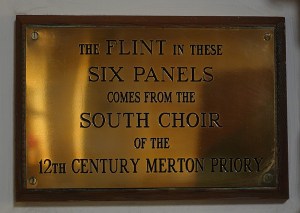 THE FLINT IN THESE
SIX PANELS
COMES FROM THE
SOUTH CHOIR
OF THE
12TH CENTURY MERTON PRIORY